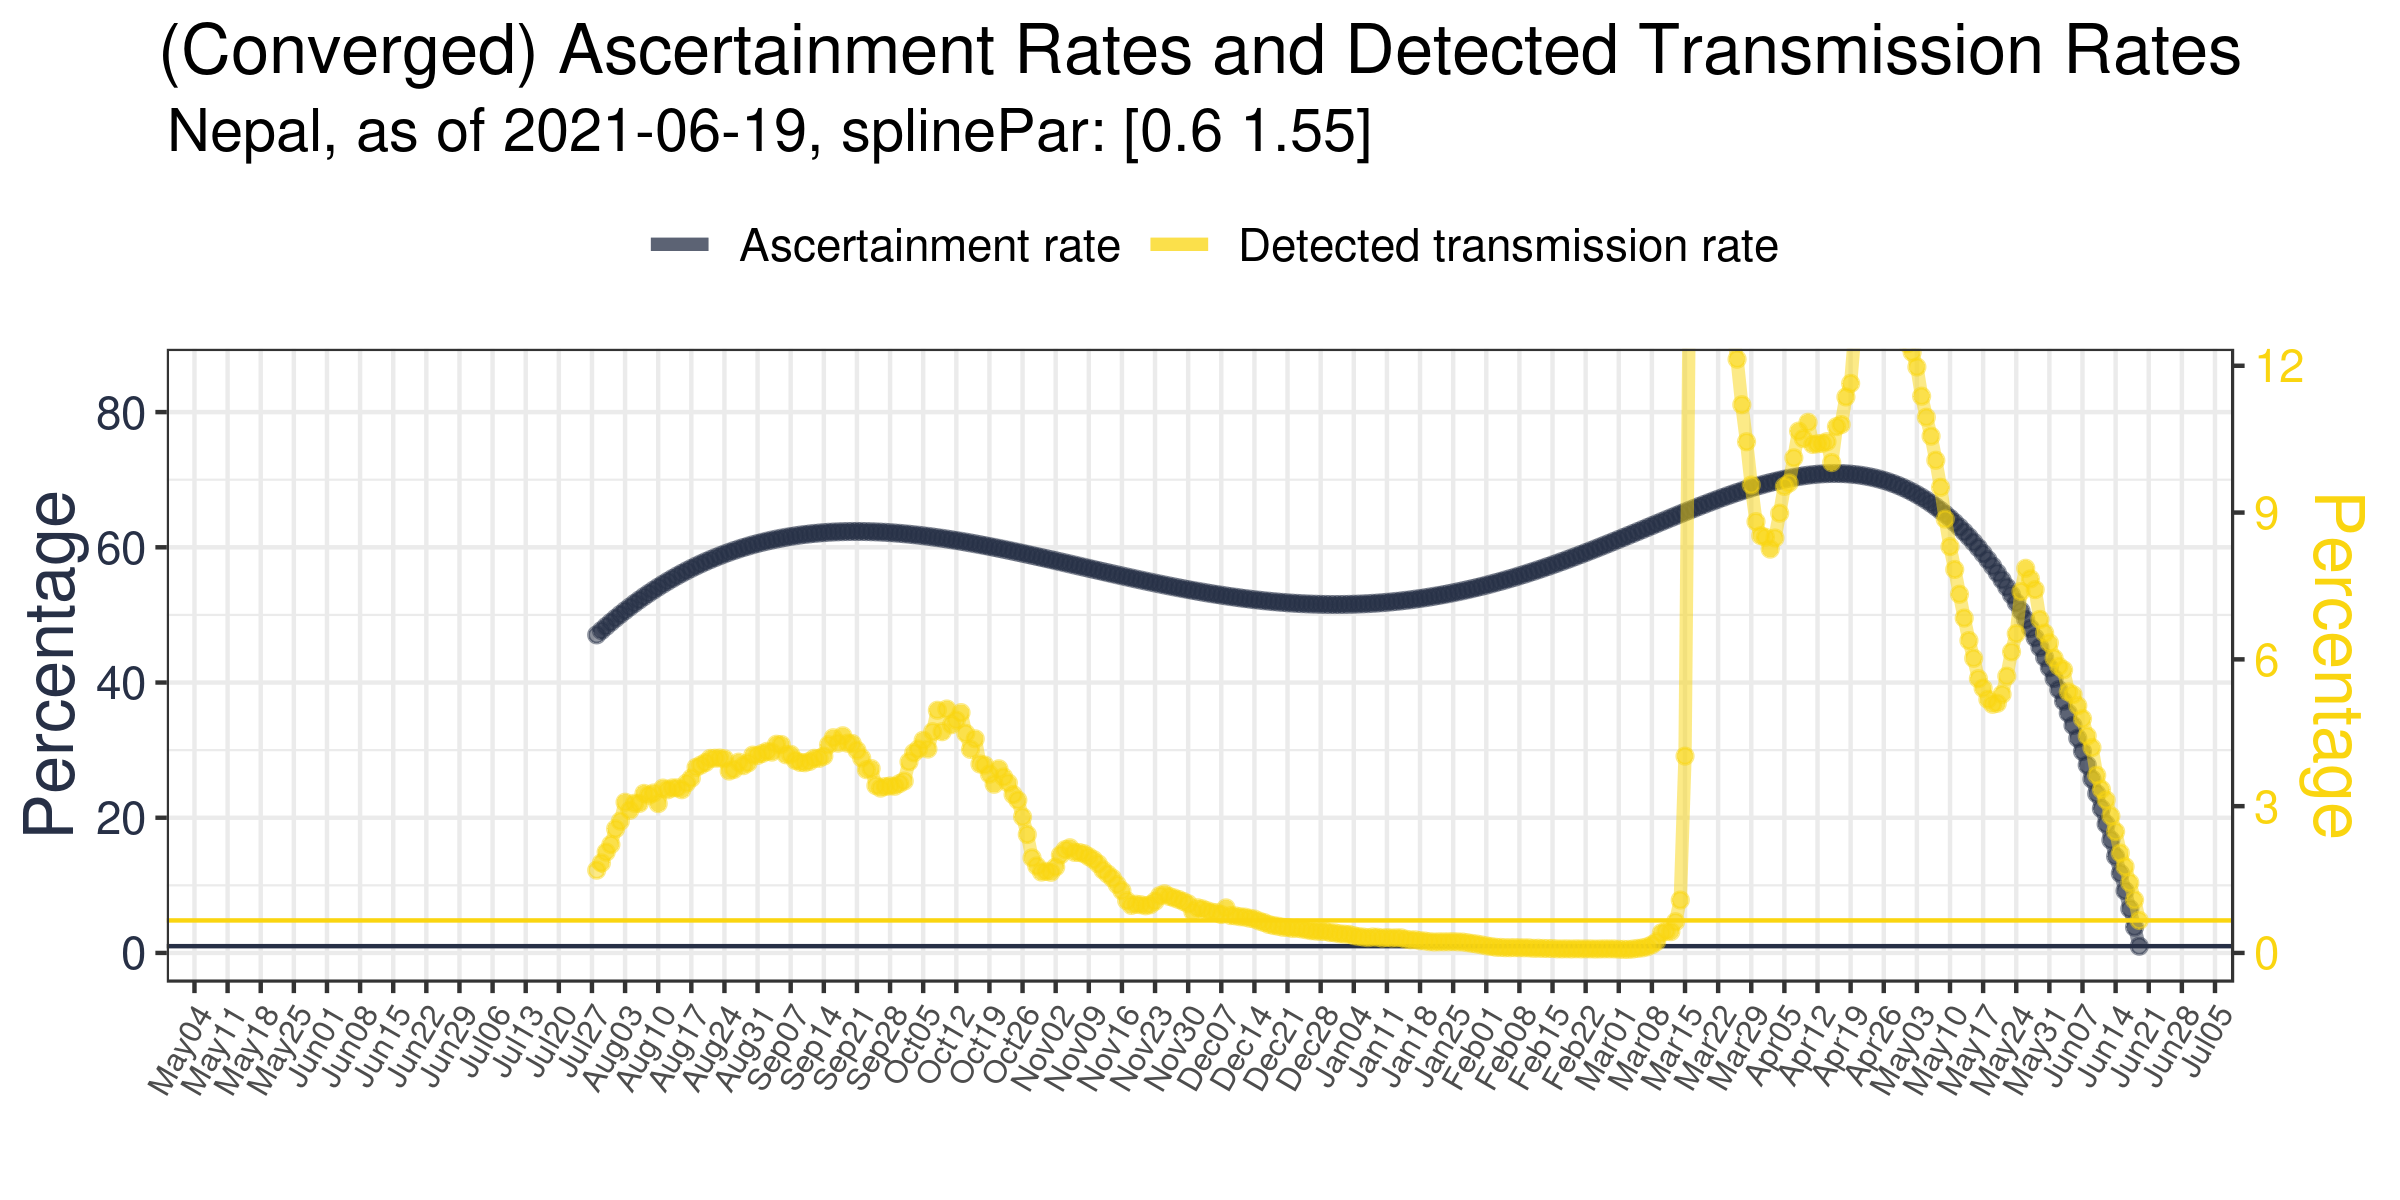 (Converged) Ascertainment Rates and Detected Transmission Rates
Nepal, as of 2021-06-19, splinePar: [0.6 1.55]
Ascertainment rate Detected transmission rate
Percentage
80
60
40
20
0
12
9
6
3
0
Percentage
May04 May11 May18 May25 Jun01 Jun08 Jun15 Jun22 Jun29 Jul06 Jul13 Jul20 Jul27 Aug03 Aug10 Aug17 Aug24 Aug31 Sep07 Sep14 Sep21 Sep28 Oct05 Oct12 Oct19 Oct26 Nov02 Nov09 Nov16 Nov23 Nov30 Dec07 Dec14 Dec21 Dec28 Jan04 Jan11 Jan18 Jan25 Feb01 Feb08 Feb15 Feb22 Mar01 Mar08 Mar15 Mar22 Mar29 Apr05 Apr12 Apr19 Apr26 May03 May10 May17 May24 May31 Jun07 Jun14 Jun21 Jun28 Jul05